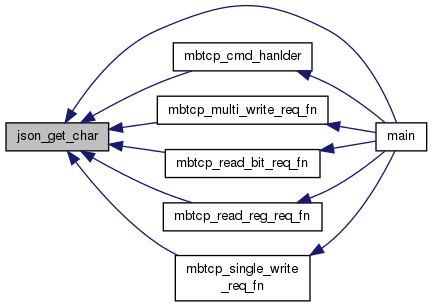 mbtcp_cmd_hanlder
mbtcp_multi_write_req_fn
json_get_char
main
mbtcp_read_bit_req_fn
mbtcp_read_reg_req_fn
mbtcp_single_write
_req_fn